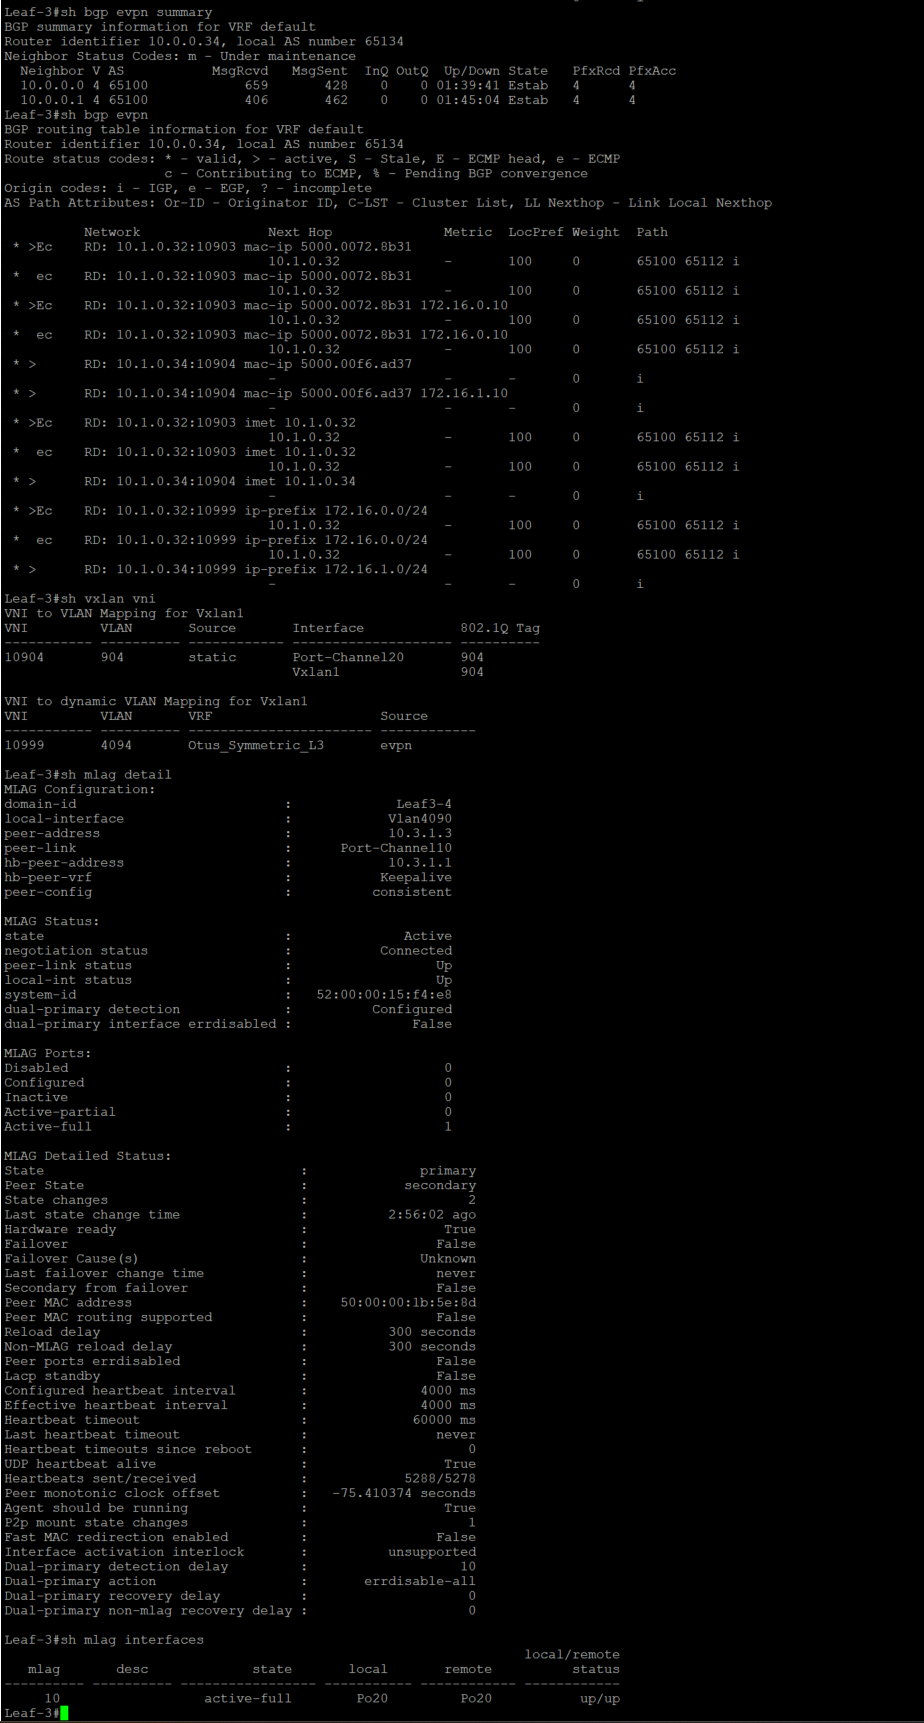 Leaf-3#sh bgp evpn summary
BGP summary information for VRF default
Router identifier 10.0.0.34, local AS number 65134
Neighbor Status Codes: m - Under maintenance
  Neighbor V AS           MsgRcvd   MsgSent  InQ OutQ  Up/Down State   PfxRcd PfxAcc
  10.0.0.0 4 65100            659       428    0    0 01:39:41 Estab   4      4
  10.0.0.1 4 65100            406       462    0    0 01:45:04 Estab   4      4
Leaf-3#sh bgp evpn
BGP routing table information for VRF default
Router identifier 10.0.0.34, local AS number 65134
Route status codes: * - valid, > - active, S - Stale, E - ECMP head, e - ECMP
                    c - Contributing to ECMP, % - Pending BGP convergence
Origin codes: i - IGP, e - EGP, ? - incomplete
AS Path Attributes: Or-ID - Originator ID, C-LST - Cluster List, LL Nexthop - Link Local Nexthop
          Network                Next Hop              Metric  LocPref Weight  Path
 * >Ec    RD: 10.1.0.32:10903 mac-ip 5000.0072.8b31
                                 10.1.0.32             -       100     0       65100 65112 i
 *  ec    RD: 10.1.0.32:10903 mac-ip 5000.0072.8b31
                                 10.1.0.32             -       100     0       65100 65112 i
 * >Ec    RD: 10.1.0.32:10903 mac-ip 5000.0072.8b31 172.16.0.10
                                 10.1.0.32             -       100     0       65100 65112 i
 *  ec    RD: 10.1.0.32:10903 mac-ip 5000.0072.8b31 172.16.0.10
                                 10.1.0.32             -       100     0       65100 65112 i
 * >      RD: 10.1.0.34:10904 mac-ip 5000.00f6.ad37
                                 -                     -       -       0       i
 * >      RD: 10.1.0.34:10904 mac-ip 5000.00f6.ad37 172.16.1.10
                                 -                     -       -       0       i
 * >Ec    RD: 10.1.0.32:10903 imet 10.1.0.32
                                 10.1.0.32             -       100     0       65100 65112 i
 *  ec    RD: 10.1.0.32:10903 imet 10.1.0.32
                                 10.1.0.32             -       100     0       65100 65112 i
 * >      RD: 10.1.0.34:10904 imet 10.1.0.34
                                 -                     -       -       0       i
 * >Ec    RD: 10.1.0.32:10999 ip-prefix 172.16.0.0/24
                                 10.1.0.32             -       100     0       65100 65112 i
 *  ec    RD: 10.1.0.32:10999 ip-prefix 172.16.0.0/24
                                 10.1.0.32             -       100     0       65100 65112 i
 * >      RD: 10.1.0.34:10999 ip-prefix 172.16.1.0/24
                                 -                     -       -       0       i
Leaf-3#sh vxlan vni
VNI to VLAN Mapping for Vxlan1
VNI         VLAN       Source       Interface            802.1Q Tag
----------- ---------- ------------ -------------------- ----------
10904       904        static       Port-Channel20       904
                                    Vxlan1               904
VNI to dynamic VLAN Mapping for Vxlan1
VNI         VLAN       VRF                     Source
----------- ---------- ----------------------- ------------
10999       4094       Otus_Symmetric_L3       evpn
Leaf-3#sh mlag detail
MLAG Configuration:
domain-id                          :             Leaf3-4
local-interface                    :            Vlan4090
peer-address                       :            10.3.1.3
peer-link                          :      Port-Channel10
hb-peer-address                    :            10.3.1.1
hb-peer-vrf                        :           Keepalive
peer-config                        :          consistent
MLAG Status:
state                              :              Active
negotiation status                 :           Connected
peer-link status                   :                  Up
local-int status                   :                  Up
system-id                          :   52:00:00:15:f4:e8
dual-primary detection             :          Configured
dual-primary interface errdisabled :               False
MLAG Ports:
Disabled                           :                   0
Configured                         :                   0
Inactive                           :                   0
Active-partial                     :                   0
Active-full                        :                   1
MLAG Detailed Status:
State                                :             primary
Peer State                           :           secondary
State changes                        :                   2
Last state change time               :         2:56:02 ago
Hardware ready                       :                True
Failover                             :               False
Failover Cause(s)                    :             Unknown
Last failover change time            :               never
Secondary from failover              :               False
Peer MAC address                     :   50:00:00:1b:5e:8d
Peer MAC routing supported           :               False
Reload delay                         :         300 seconds
Non-MLAG reload delay                :         300 seconds
Peer ports errdisabled               :               False
Lacp standby                         :               False
Configured heartbeat interval        :             4000 ms
Effective heartbeat interval         :             4000 ms
Heartbeat timeout                    :            60000 ms
Last heartbeat timeout               :               never
Heartbeat timeouts since reboot      :                   0
UDP heartbeat alive                  :                True
Heartbeats sent/received             :           5288/5278
Peer monotonic clock offset          :  -75.410374 seconds
Agent should be running              :                True
P2p mount state changes              :                   1
Fast MAC redirection enabled         :               False
Interface activation interlock       :         unsupported
Dual-primary detection delay         :                  10
Dual-primary action                  :      errdisable-all
Dual-primary recovery delay          :                   0
Dual-primary non-mlag recovery delay :                   0
Leaf-3#sh mlag interfaces
                                                                 local/remote
   mlag       desc             state       local       remote          status
---------- ---------- ----------------- ----------- ------------ ------------
     10                  active-full        Po20         Po20           up/up
Leaf-3#